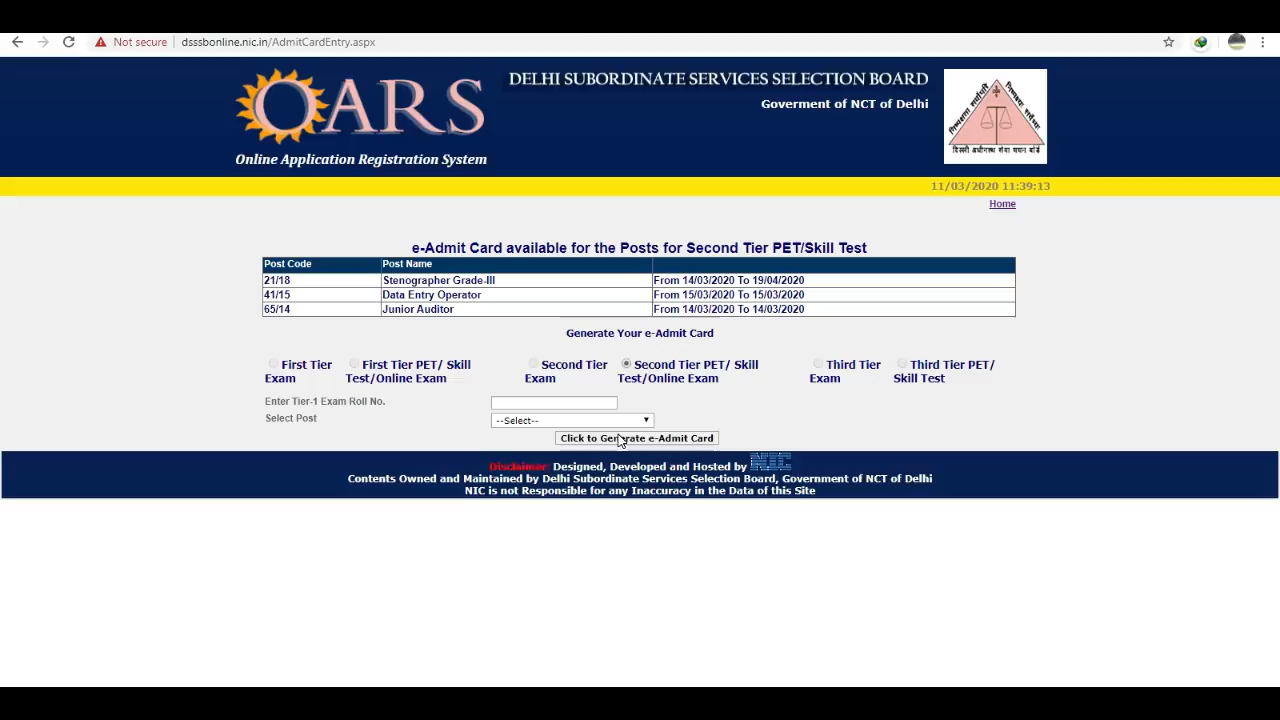 Not secure dsssbonline.nic.in/AdmitCardEntry.aspx
OARS
Online Application Registration System
DELHI SUBORDINATE SERVICES SELECTION BOARD
Goverment of NCT of Delhi
दिल्ली अधीनस्थ सेवा चयन बोर्ड
11/03/2020 11:39:13
Home
e-Admit Card available for the Posts for Second Tier PET/Skill Test
Post Code Post Name
21/18 Stenographer Grade-III From 14/03/2020 To 19/04/2020
41/15 Data Entry Operator From 15/03/2020 To 15/03/2020
65/14 Junior Auditor From 14/03/2020 To 14/03/2020
Generate Your e-Admit Card
First Tier Exam
First Tier PET/ Skill Test/Online Exam
Second Tier Exam
Second Tier PET/ Skill Test/Online Exam
Third Tier Exam
Third Tier PET/ Skill Test
Enter Tier-1 Exam Roll No.
Select Post --Select--
Click to Generate e-Admit Card
Disclaimer: Designed, Developed and Hosted by NIC
Contents Owned and Maintained by Delhi Subordinate Services Selection Board, Government of NCT of Delhi
NIC is not Responsible for any Inaccuracy in the Data of this Site